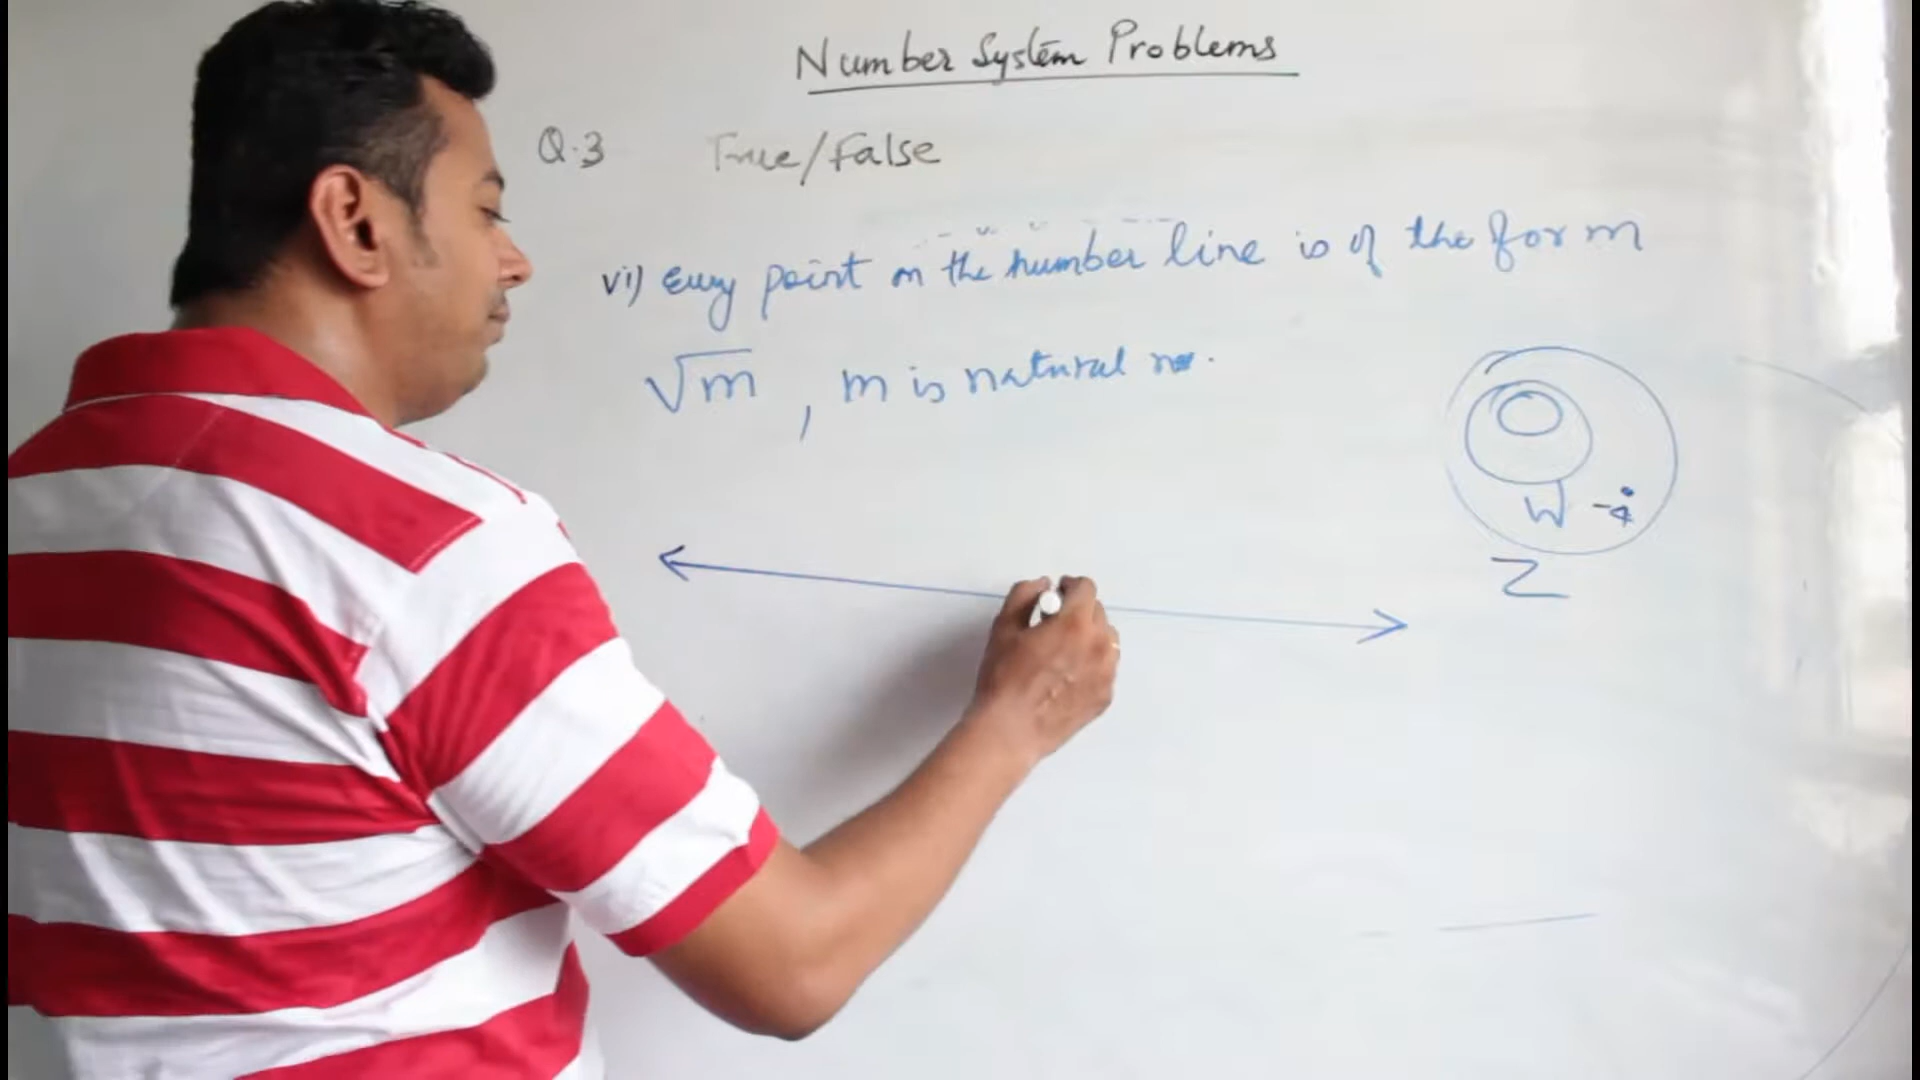 Number System Problems
Q.3 True/False
vi) Every point on the number line is of the form
√m , m is natural no.
W -4
Z